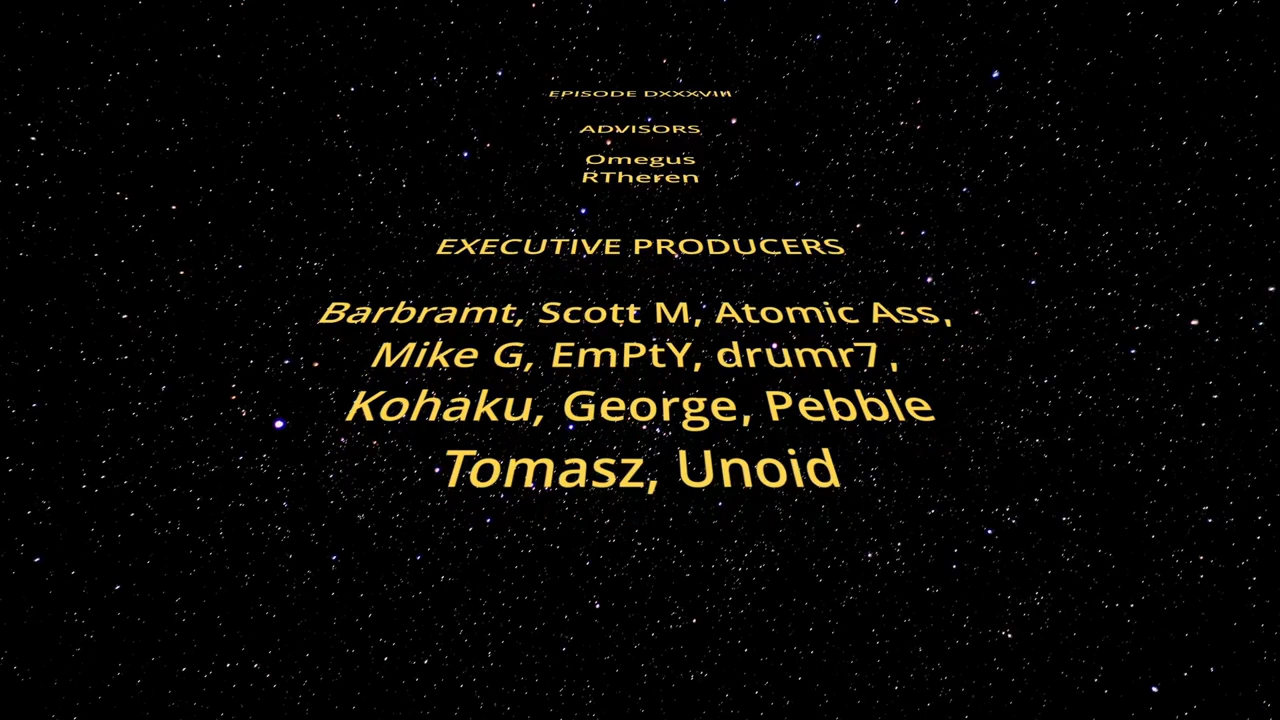 EPISODE DXXXVIII
ADVISORS
Omegus
RTheren
EXECUTIVE PRODUCERS
Barbramt, Scott M, Atomic Ass,
Mike G, EmPtY, drumr7,
Kohaku, George, Pebble
Tomasz, Unoid